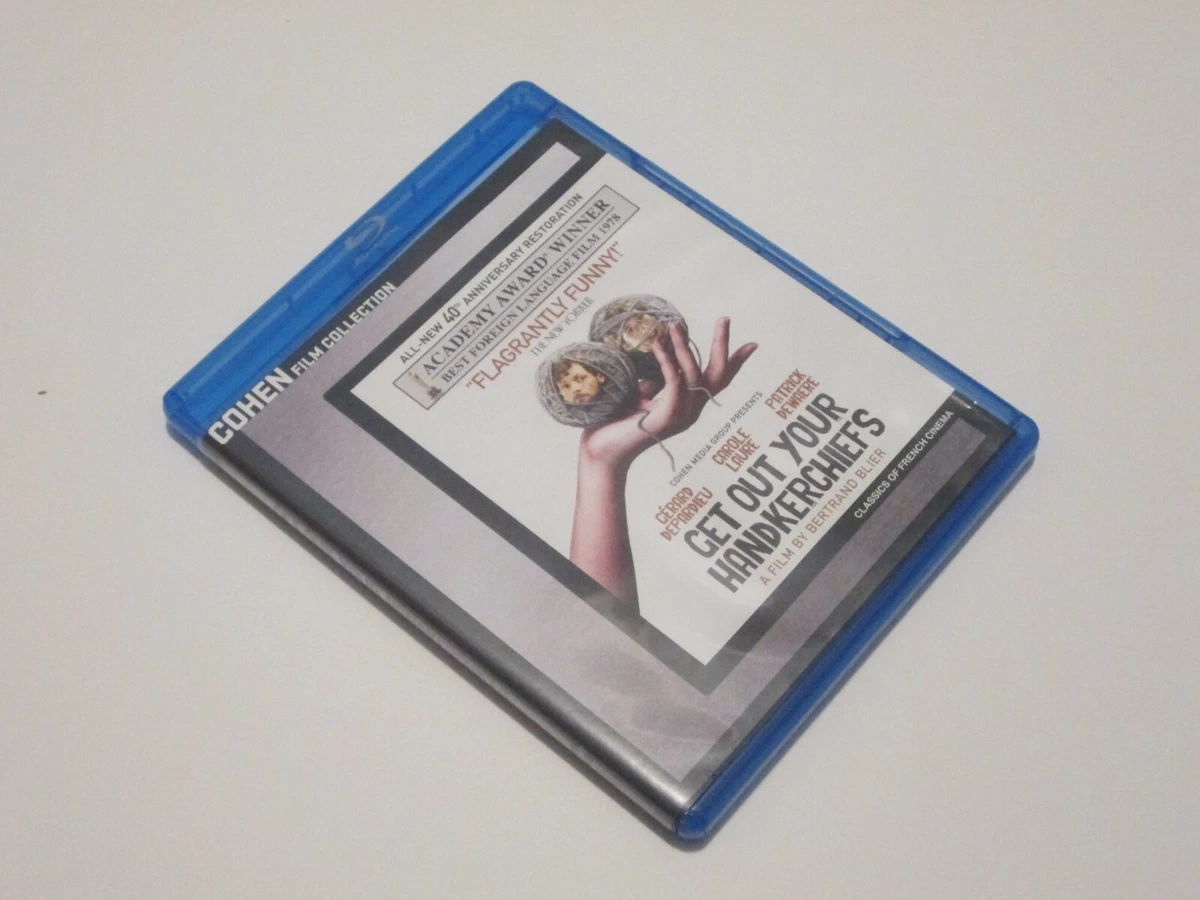 COHEN FILM COLLECTION
ALL-NEW 40TH ANNIVERSARY RESTORATION
ACADEMY AWARD® WINNER
BEST FOREIGN LANGUAGE FILM 1978
"FLAGRANTLY FUNNY!"
THE NEW YORKER
COHEN MEDIA GROUP PRESENTS
GÉRARD DEPARDIEU
CAROLE LAURE
PATRICK DEWAERE
GET OUT YOUR
HANDKERCHIEFS
A FILM BY BERTRAND BLIER
CLASSICS OF FRENCH CINEMA